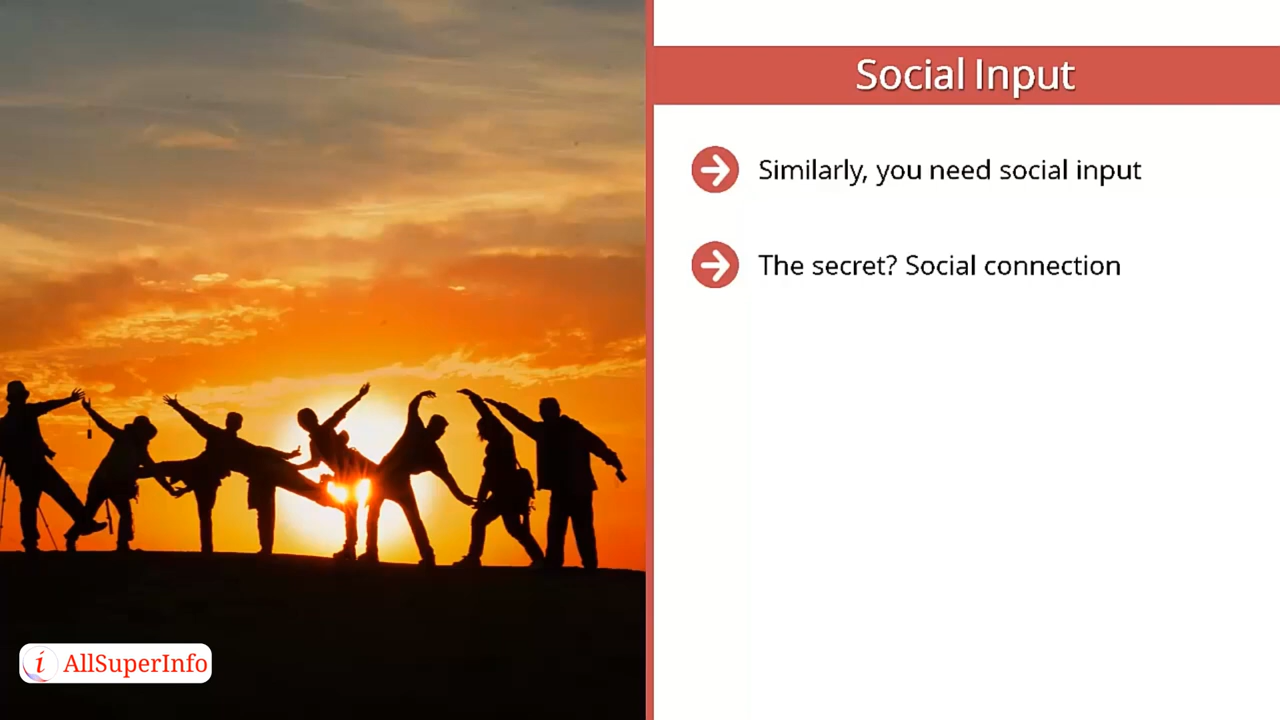 Social Input
Similarly, you need social input
The secret? Social connection
i AllSuperInfo